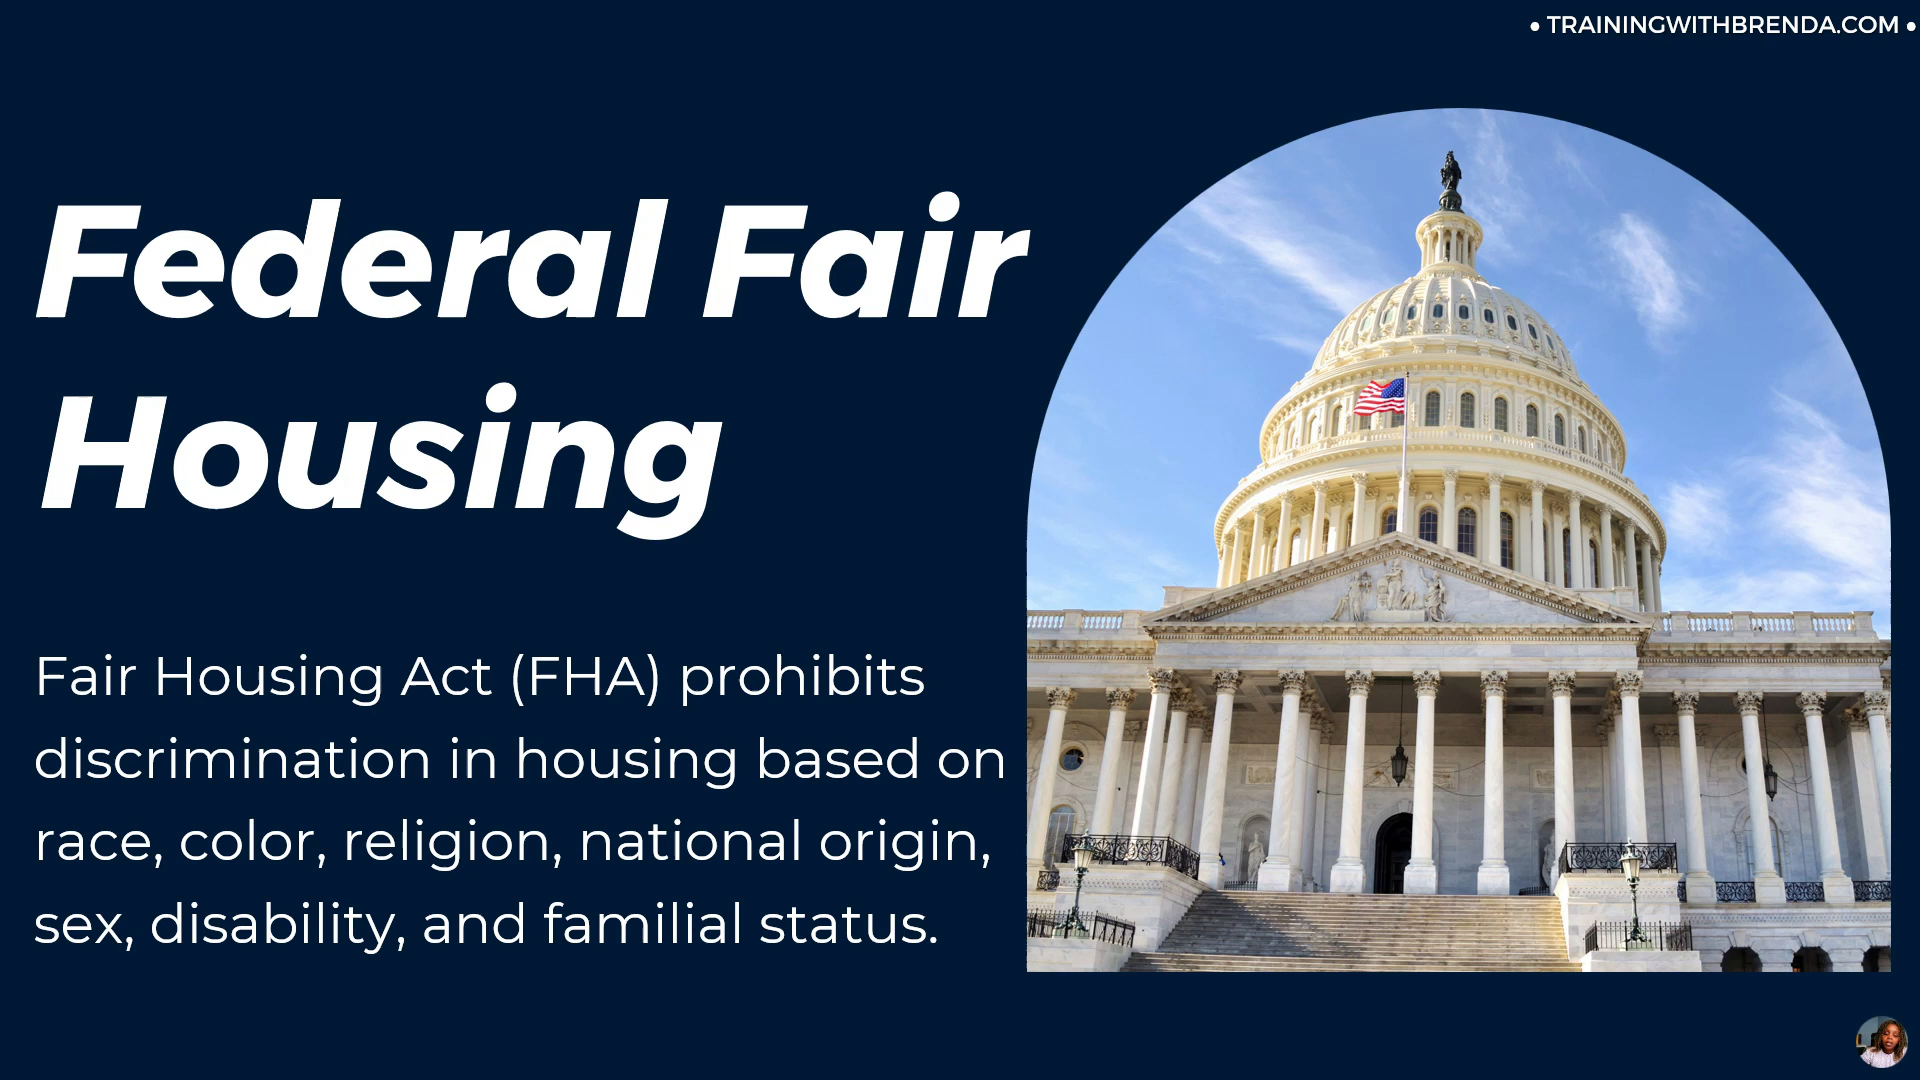 • TRAININGWITHBRENDA.COM •
Federal Fair
Housing
Fair Housing Act (FHA) prohibits
discrimination in housing based on
race, color, religion, national origin,
sex, disability, and familial status.